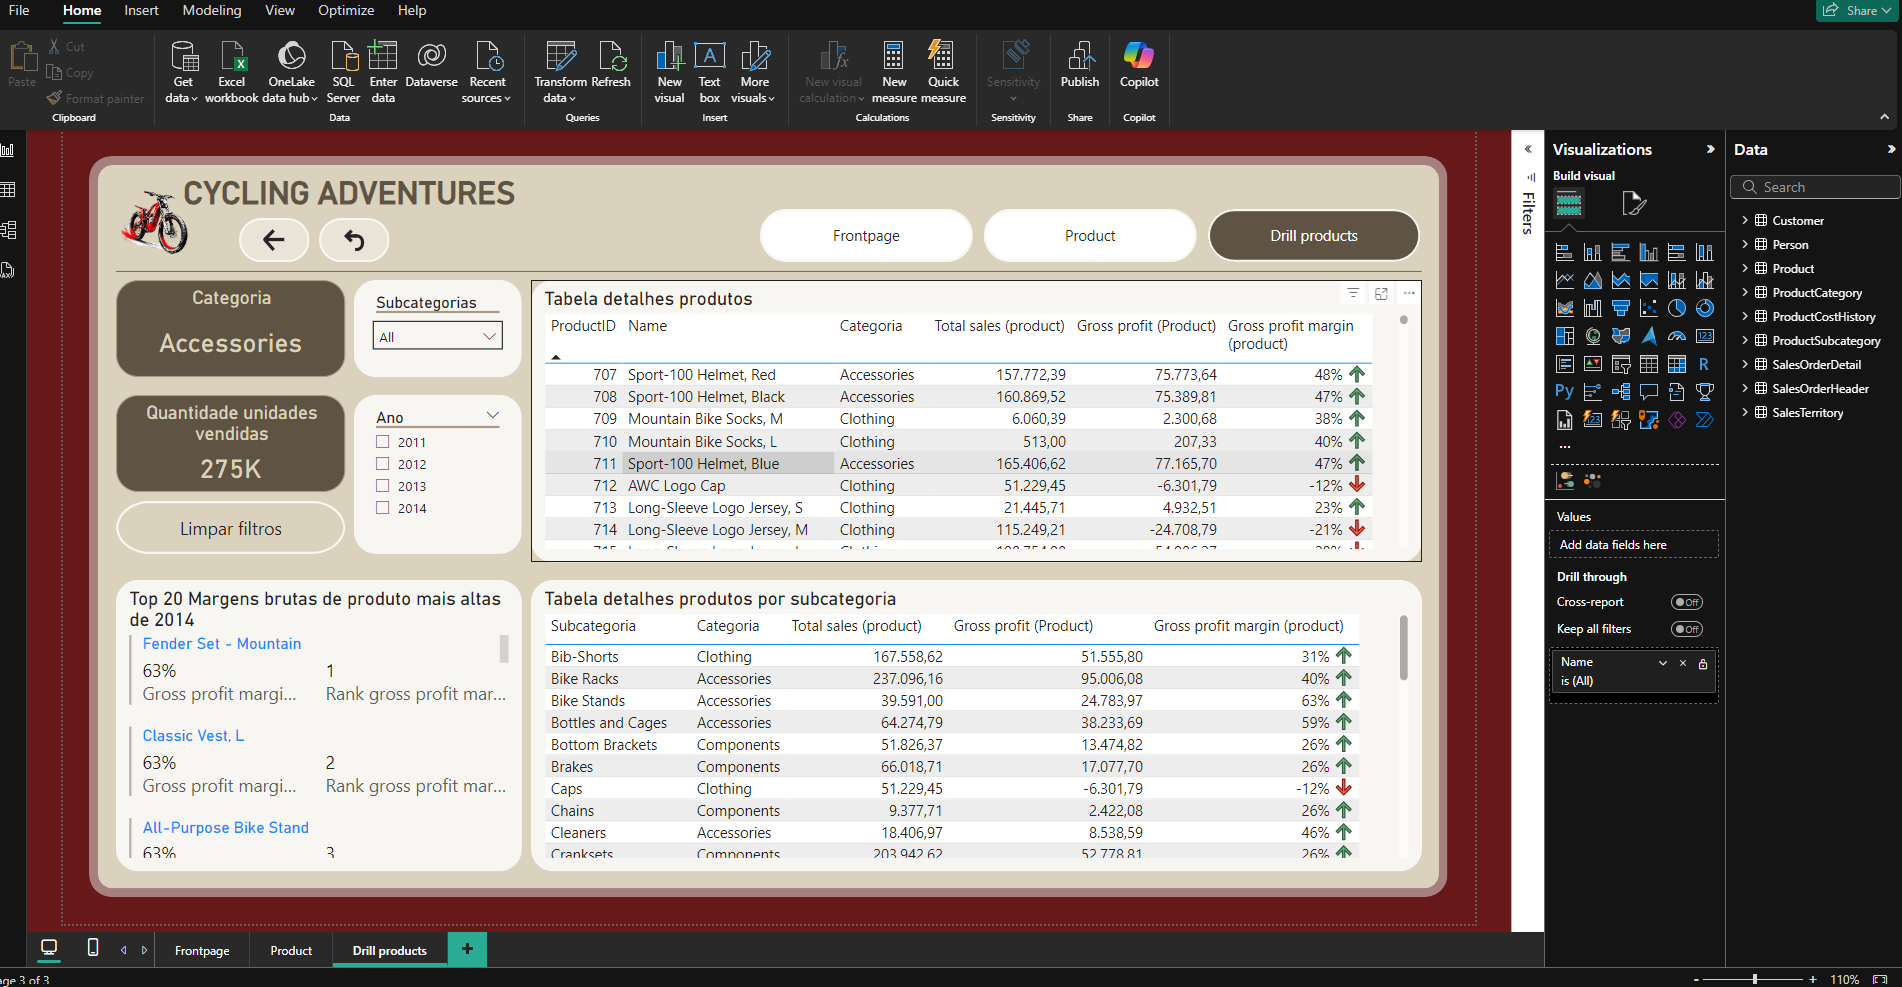 File Home Insert Modeling View Optimize Help
Share
Paste
Cut
Copy
Format painter
Clipboard
Get data
Excel workbook
OneLake data hub
SQL Server
Enter data
Dataverse
Recent sources
Data
Transform data
Refresh
Queries
New visual
Text box
More visuals
Insert
New visual calculation
New measure
Quick measure
Calculations
Sensitivity
Sensitivity
Publish
Share
Copilot
Copilot
CYCLING ADVENTURES
Frontpage
Product
Drill products
Categoria
Accessories
Subcategorias
All
Quantidade unidades
vendidas
275K
Ano
2011
2012
2013
2014
Limpar filtros
Tabela detalhes produtos
ProductID Name Categoria Total sales (product) Gross profit (Product) Gross profit margin
(product)
707 Sport-100 Helmet, Red Accessories 157.772,39 75.773,64 48%
708 Sport-100 Helmet, Black Accessories 160.869,52 75.389,81 47%
709 Mountain Bike Socks, M Clothing 6.060,39 2.300,68 38%
710 Mountain Bike Socks, L Clothing 513,00 207,33 40%
711 Sport-100 Helmet, Blue Accessories 165.406,62 77.165,70 47%
712 AWC Logo Cap Clothing 51.229,45 -6.301,79 -12%
713 Long-Sleeve Logo Jersey, S Clothing 21.445,71 4.932,51 23%
714 Long-Sleeve Logo Jersey, M Clothing 115.249,21 -24.708,79 -21%
Top 20 Margens brutas de produto mais altas
de 2014
Fender Set - Mountain
63% 1
Gross profit margi... Rank gross profit mar...
Classic Vest, L
63% 2
Gross profit margi... Rank gross profit mar...
All-Purpose Bike Stand
63% 3
Tabela detalhes produtos por subcategoria
Subcategoria Categoria Total sales (product) Gross profit (Product) Gross profit margin (product)
Bib-Shorts Clothing 167.558,62 51.555,80 31%
Bike Racks Accessories 237.096,16 95.006,08 40%
Bike Stands Accessories 39.591,00 24.783,97 63%
Bottles and Cages Accessories 64.274,79 38.233,69 59%
Bottom Brackets Components 51.826,37 13.474,82 26%
Brakes Components 66.018,71 17.077,70 26%
Caps Clothing 51.229,45 -6.301,79 -12%
Chains Components 9.377,71 2.422,08 26%
Cleaners Accessories 18.406,97 8.538,59 46%
Cranksets Components 203.942,62 52.778,81 26%
Filters
Visualizations
Build visual
123
R
Py
123
...
Values
Add data fields here
Drill through
Cross-report Off
Keep all filters Off
Name
is (All)
Data
Search
Customer
Person
Product
ProductCategory
ProductCostHistory
ProductSubcategory
SalesOrderDetail
SalesOrderHeader
SalesTerritory
Frontpage Product Drill products +
age 3 of 3
- + 110%